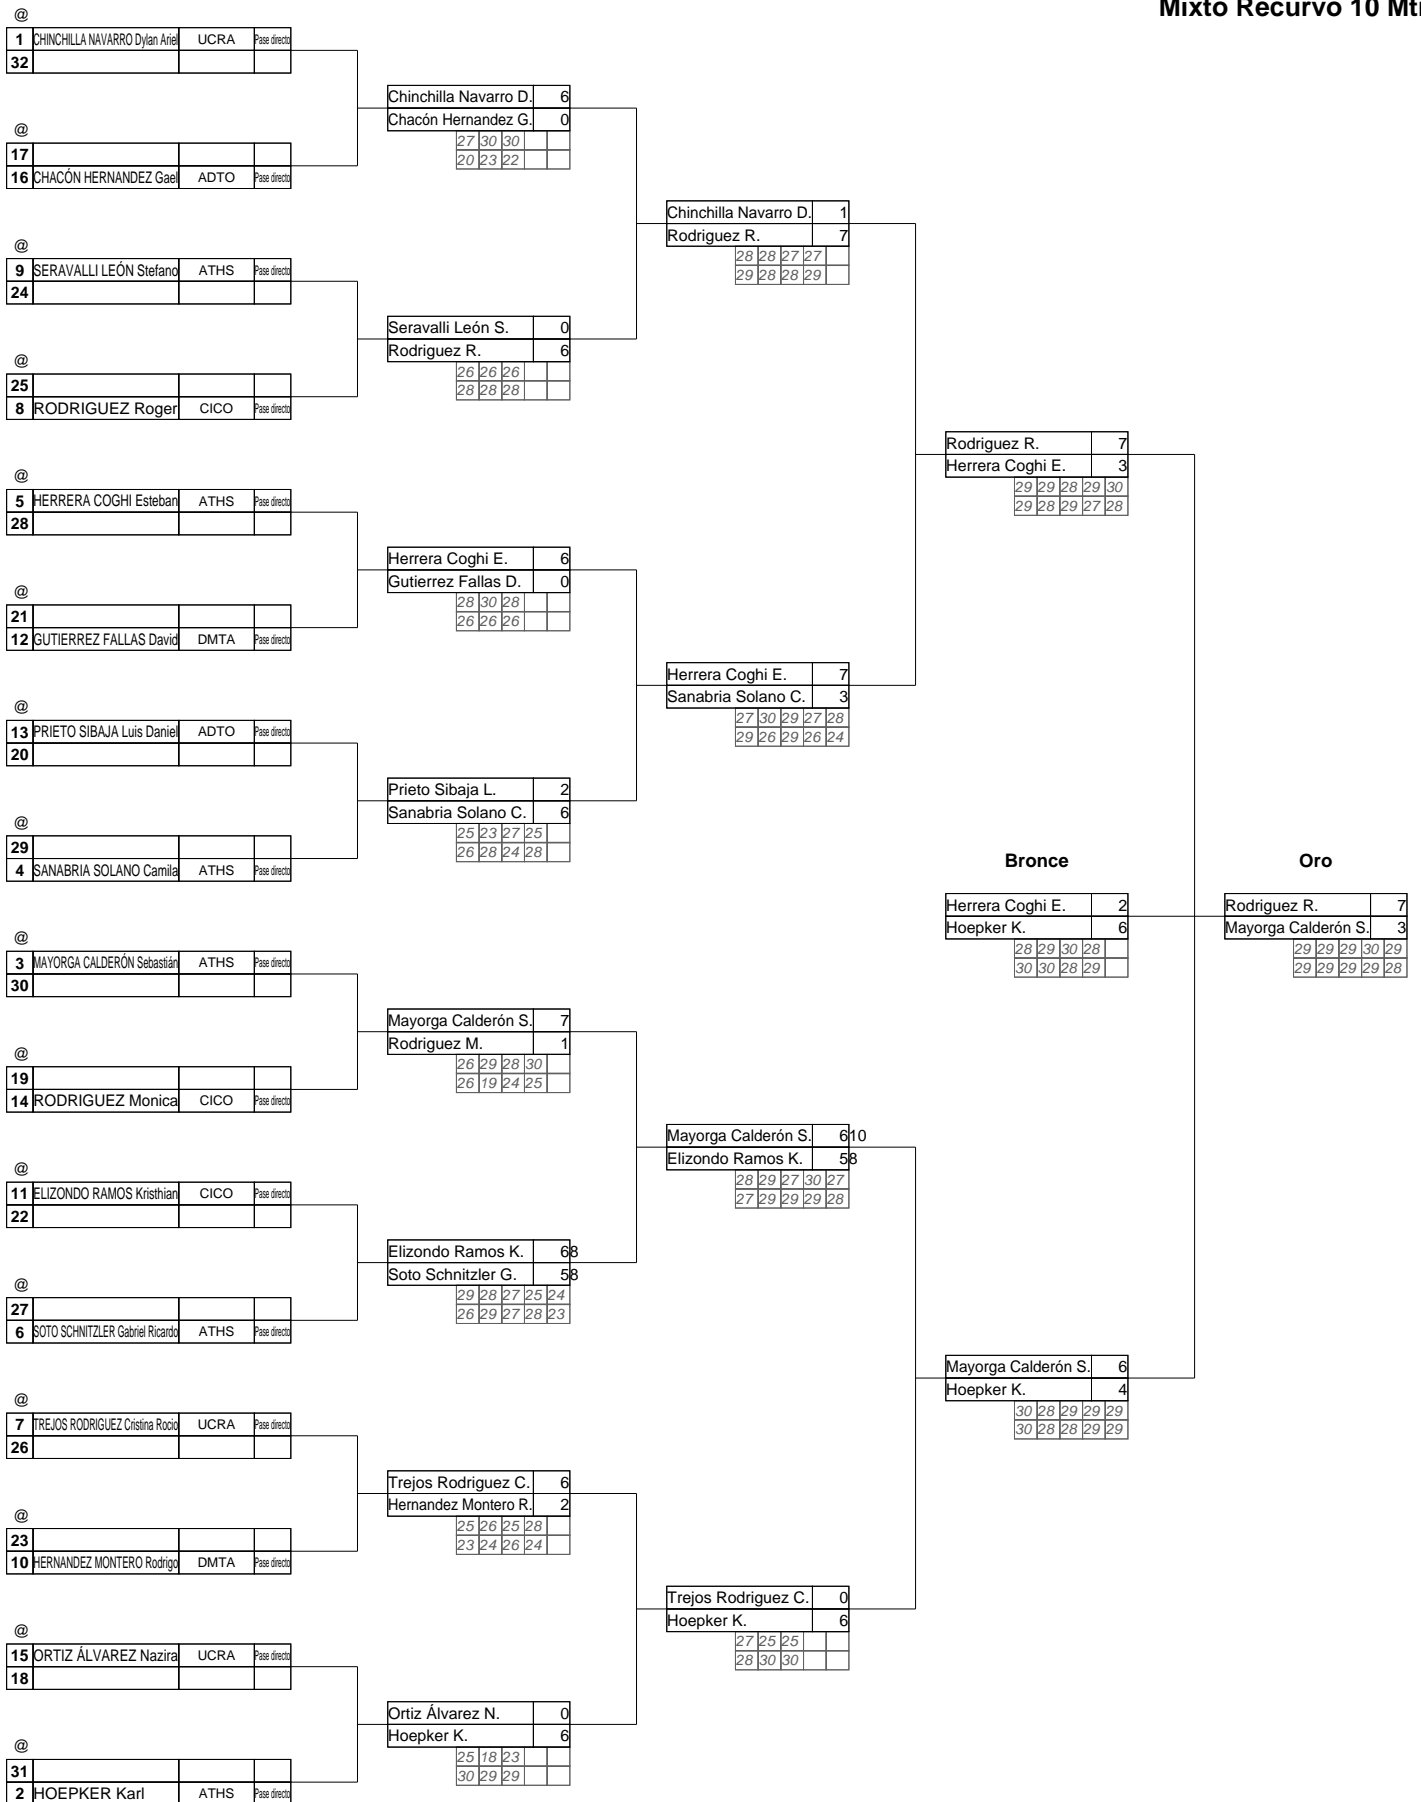 Mixto Recurvo 10 Mt
@
1 CHINCHILLA NAVARRO Dylan Ariel UCRA Pase directo
32
@
17
16 CHACÓN HERNANDEZ Gael ADTO Pase directo
@
9 SERAVALLI LEÓN Stefano ATHS Pase directo
24
@
25
8 RODRIGUEZ Roger CICO Pase directo
@
5 HERRERA COGHI Esteban ATHS Pase directo
28
@
21
12 GUTIERREZ FALLAS David DMTA Pase directo
@
13 PRIETO SIBAJA Luis Daniel ADTO Pase directo
20
@
29
4 SANABRIA SOLANO Camila ATHS Pase directo
@
3 MAYORGA CALDERÓN Sebastián ATHS Pase directo
30
@
19
14 RODRIGUEZ Monica CICO Pase directo
@
11 ELIZONDO RAMOS Kristhian CICO Pase directo
22
@
27
6 SOTO SCHNITZLER Gabriel Ricardo ATHS Pase directo
@
7 TREJOS RODRIGUEZ Cristina Rocio UCRA Pase directo
26
@
23
10 HERNANDEZ MONTERO Rodrigo DMTA Pase directo
@
15 ORTIZ ÁLVAREZ Nazira UCRA Pase directo
18
@
31
2 HOEPKER Karl ATHS Pase directo
Chinchilla Navarro D. 6
Chacón Hernandez G. 0
27 30 30
20 23 22
Seravalli León S. 0
Rodriguez R. 6
26 26 26
28 28 28
Herrera Coghi E. 6
Gutierrez Fallas D. 0
28 30 28
26 26 26
Prieto Sibaja L. 2
Sanabria Solano C. 6
25 23 27 25
26 28 24 28
Mayorga Calderón S. 7
Rodriguez M. 1
26 29 28 30
26 19 24 25
Elizondo Ramos K. 6 8
Soto Schnitzler G. 5 8
29 28 27 25 24
26 29 27 28 23
Trejos Rodriguez C. 6
Hernandez Montero R. 2
25 26 25 28
23 24 26 24
Ortiz Álvarez N. 0
Hoepker K. 6
25 18 23
30 29 29
Chinchilla Navarro D. 1
Rodriguez R. 7
28 28 27 27
29 28 28 29
Herrera Coghi E. 7
Sanabria Solano C. 3
27 30 29 27 28
29 26 29 26 24
Mayorga Calderón S. 6 10
Elizondo Ramos K. 5 8
28 29 27 30 27
27 29 29 29 28
Trejos Rodriguez C. 0
Hoepker K. 6
27 25 25
28 30 30
Rodriguez R. 7
Herrera Coghi E. 3
29 29 28 29 30
29 28 29 27 28
Mayorga Calderón S. 6
Hoepker K. 4
30 28 29 29 29
30 28 28 29 29
Bronce
Herrera Coghi E. 2
Hoepker K. 6
28 29 30 28
30 30 28 29
Oro
Rodriguez R. 7
Mayorga Calderón S. 3
29 29 29 30 29
29 29 29 29 28